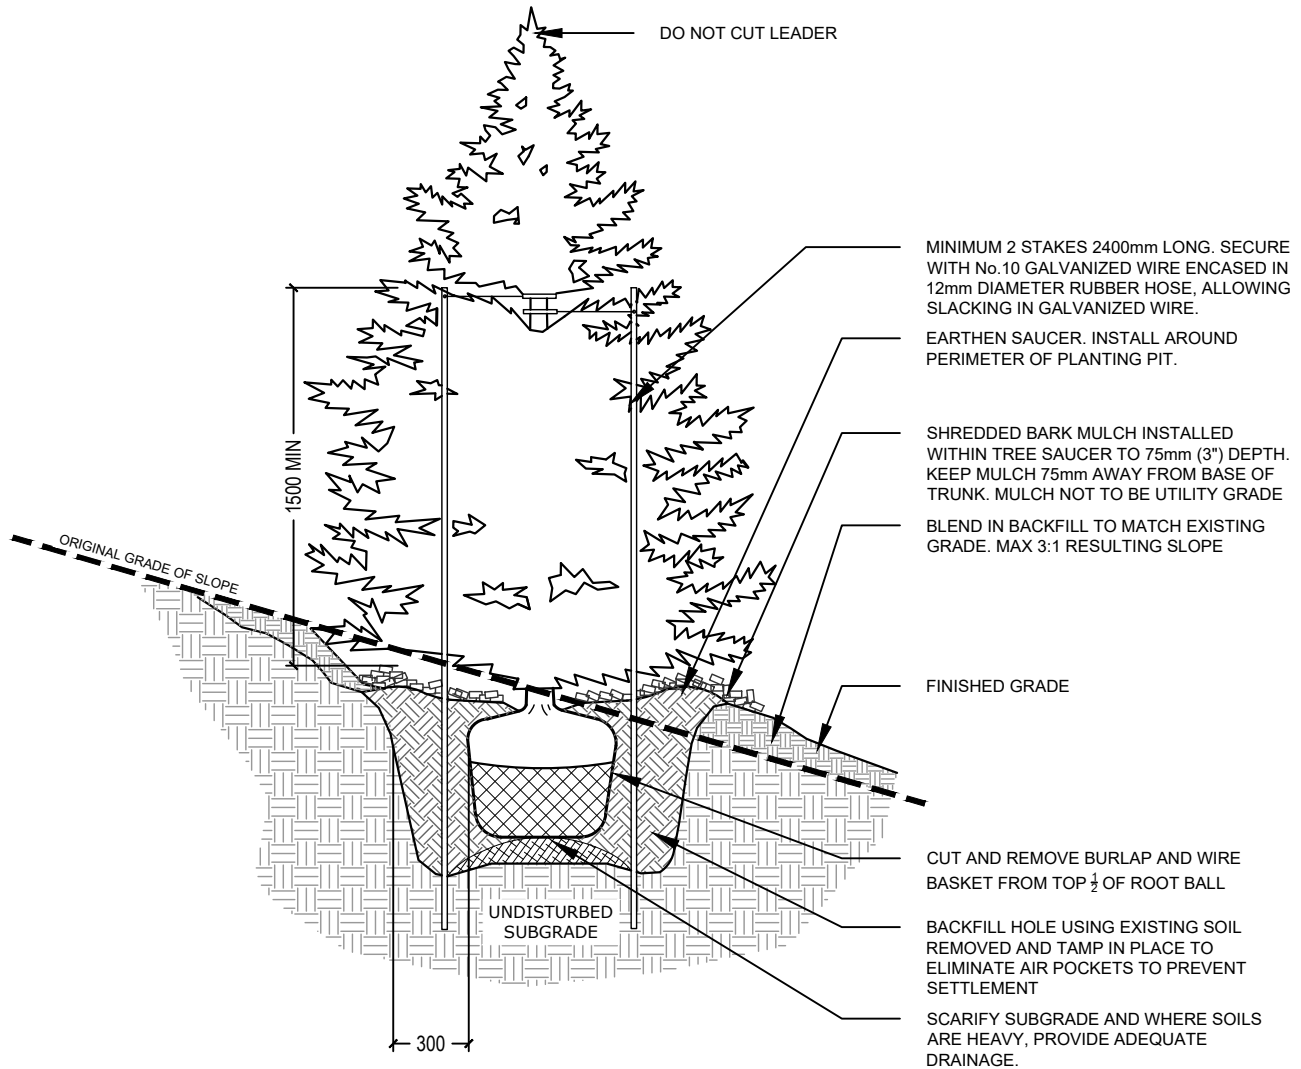 DO NOT CUT LEADER
MINIMUM 2 STAKES 2400mm LONG. SECURE
WITH No.10 GALVANIZED WIRE ENCASED IN
12mm DIAMETER RUBBER HOSE, ALLOWING
SLACKING IN GALVANIZED WIRE.
EARTHEN SAUCER. INSTALL AROUND
PERIMETER OF PLANTING PIT.
SHREDDED BARK MULCH INSTALLED
WITHIN TREE SAUCER TO 75mm (3") DEPTH.
KEEP MULCH 75mm AWAY FROM BASE OF
TRUNK. MULCH NOT TO BE UTILITY GRADE
BLEND IN BACKFILL TO MATCH EXISTING
GRADE. MAX 3:1 RESULTING SLOPE
1500 MIN
ORIGINAL GRADE OF SLOPE
FINISHED GRADE
CUT AND REMOVE BURLAP AND WIRE
BASKET FROM TOP 1/2 OF ROOT BALL
UNDISTURBED
SUBGRADE
BACKFILL HOLE USING EXISTING SOIL
REMOVED AND TAMP IN PLACE TO
ELIMINATE AIR POCKETS TO PREVENT
SETTLEMENT
SCARIFY SUBGRADE AND WHERE SOILS
ARE HEAVY, PROVIDE ADEQUATE
DRAINAGE.
300